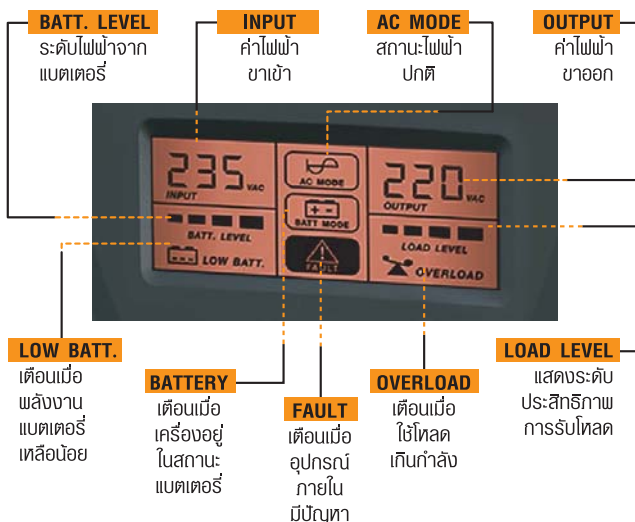 BATT. LEVEL
ระดับไฟฟ้าจาก
แบตเตอรี่
INPUT
ค่าไฟฟ้า
ขาเข้า
AC MODE
สถานะไฟฟ้า
ปกติ
OUTPUT
ค่าไฟฟ้า
ขาออก
235 VAC
INPUT
BATT. LEVEL
LOW BATT.
AC MODE
BATT MODE
FAULT
220 VAC
OUTPUT
LOAD LEVEL
OVERLOAD
LOW BATT.
เตือนเมื่อ
พลังงาน
แบตเตอรี่
เหลือน้อย
BATTERY
เตือนเมื่อ
เครื่องอยู่
ในสถานะ
แบตเตอรี่
FAULT
เตือนเมื่อ
อุปกรณ์
ภายใน
มีปัญหา
OVERLOAD
เตือนเมื่อ
ใช้โหลด
เกินกำลัง
LOAD LEVEL
แสดงระดับ
ประสิทธิภาพ
การรับโหลด